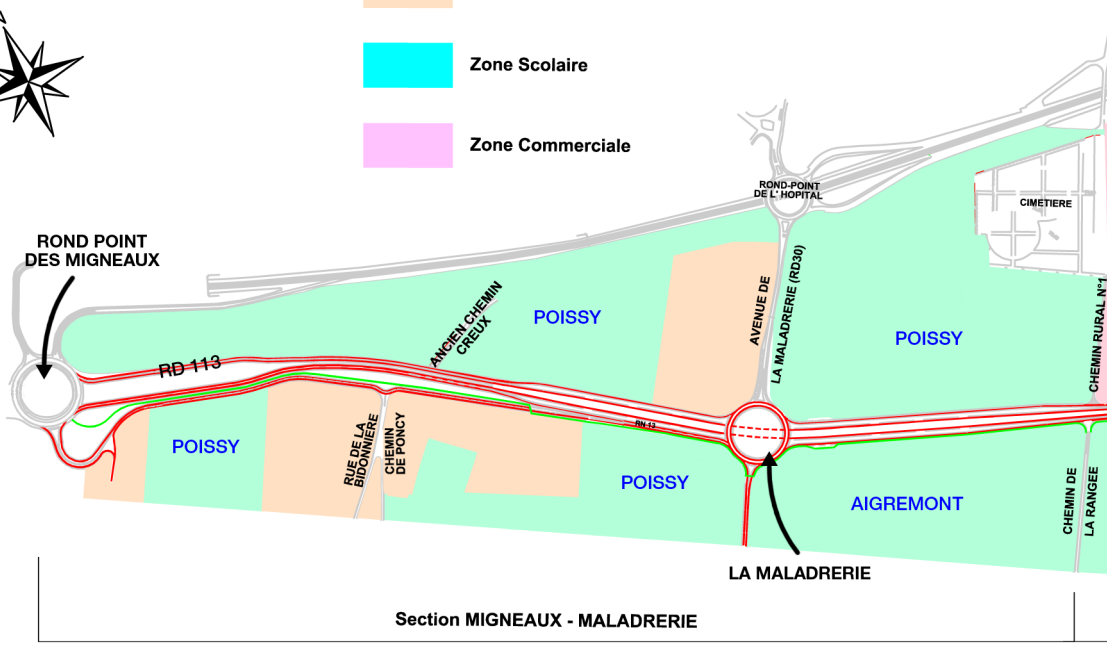 Zone Scolaire
Zone Commerciale
ROND-POINT
DE L' HOPITAL
CIMETIERE
ROND POINT
DES MIGNEAUX
ANCIEN CHEMIN
CREUX
POISSY
AVENUE DE
LA MALADRERIE (RD30)
POISSY
CHEMIN RURAL N°1
RD 113
RN 13
POISSY
RUE DE LA
BIDONNIERE
CHEMIN
DE PONCY
POISSY
AIGREMONT
CHEMIN DE
LA RANGEE
LA MALADRERIE
Section MIGNEAUX - MALADRERIE